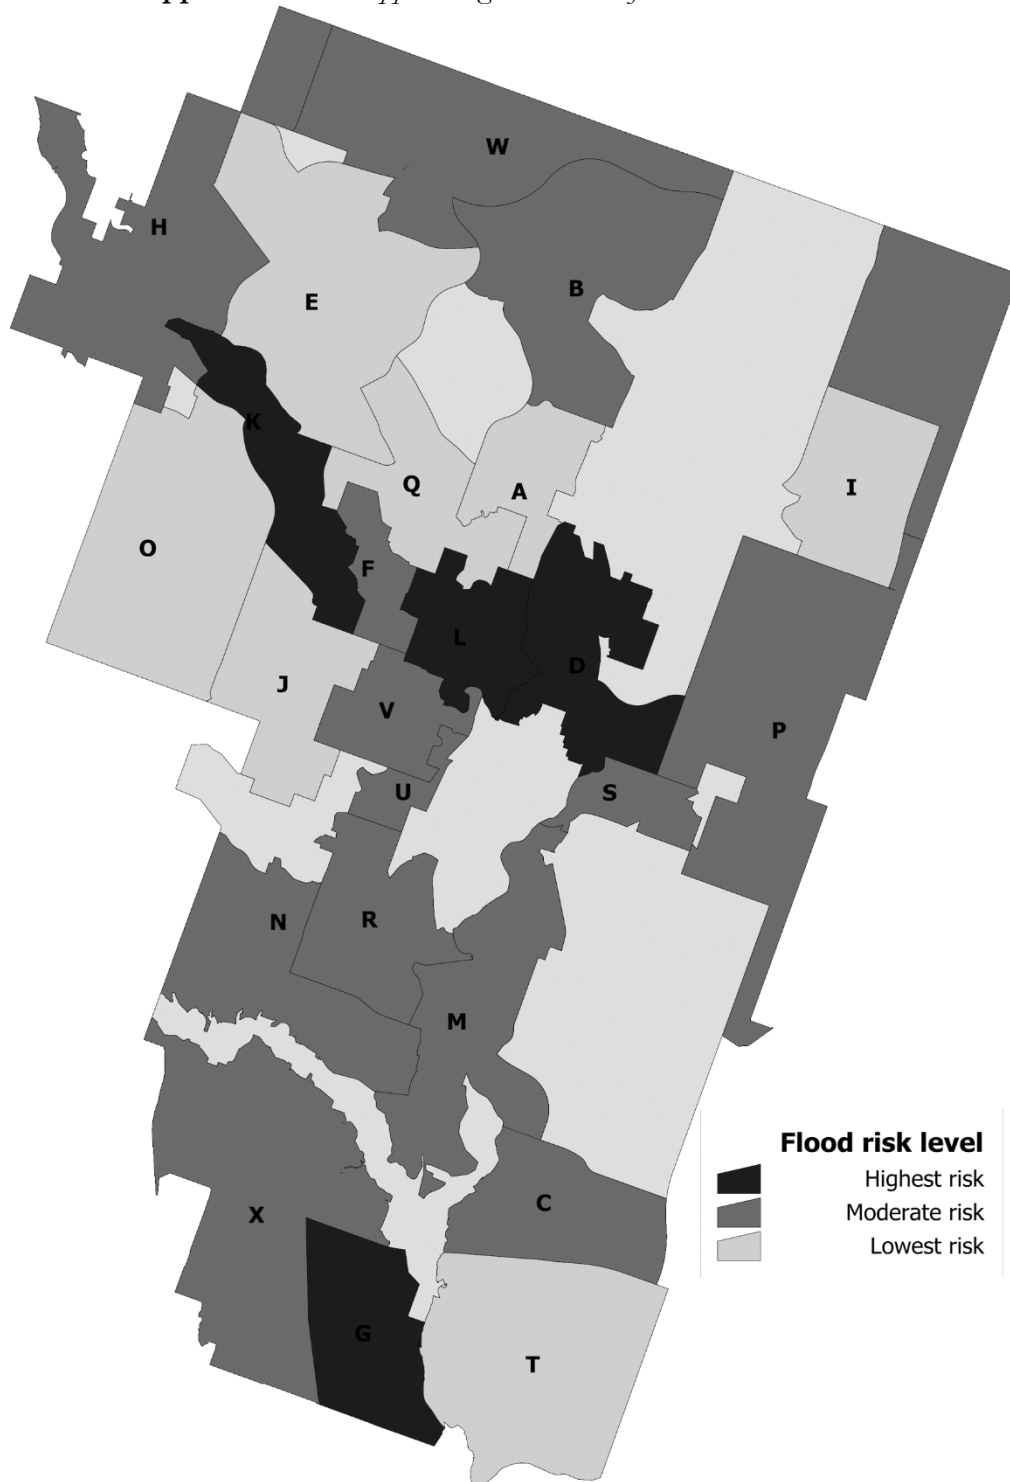 W
H
B
E
K
Q
A
I
O
F
L
D
J
V
P
U
S
N
R
M
Flood risk level
Highest risk
Moderate risk
Lowest risk
C
X
G
T